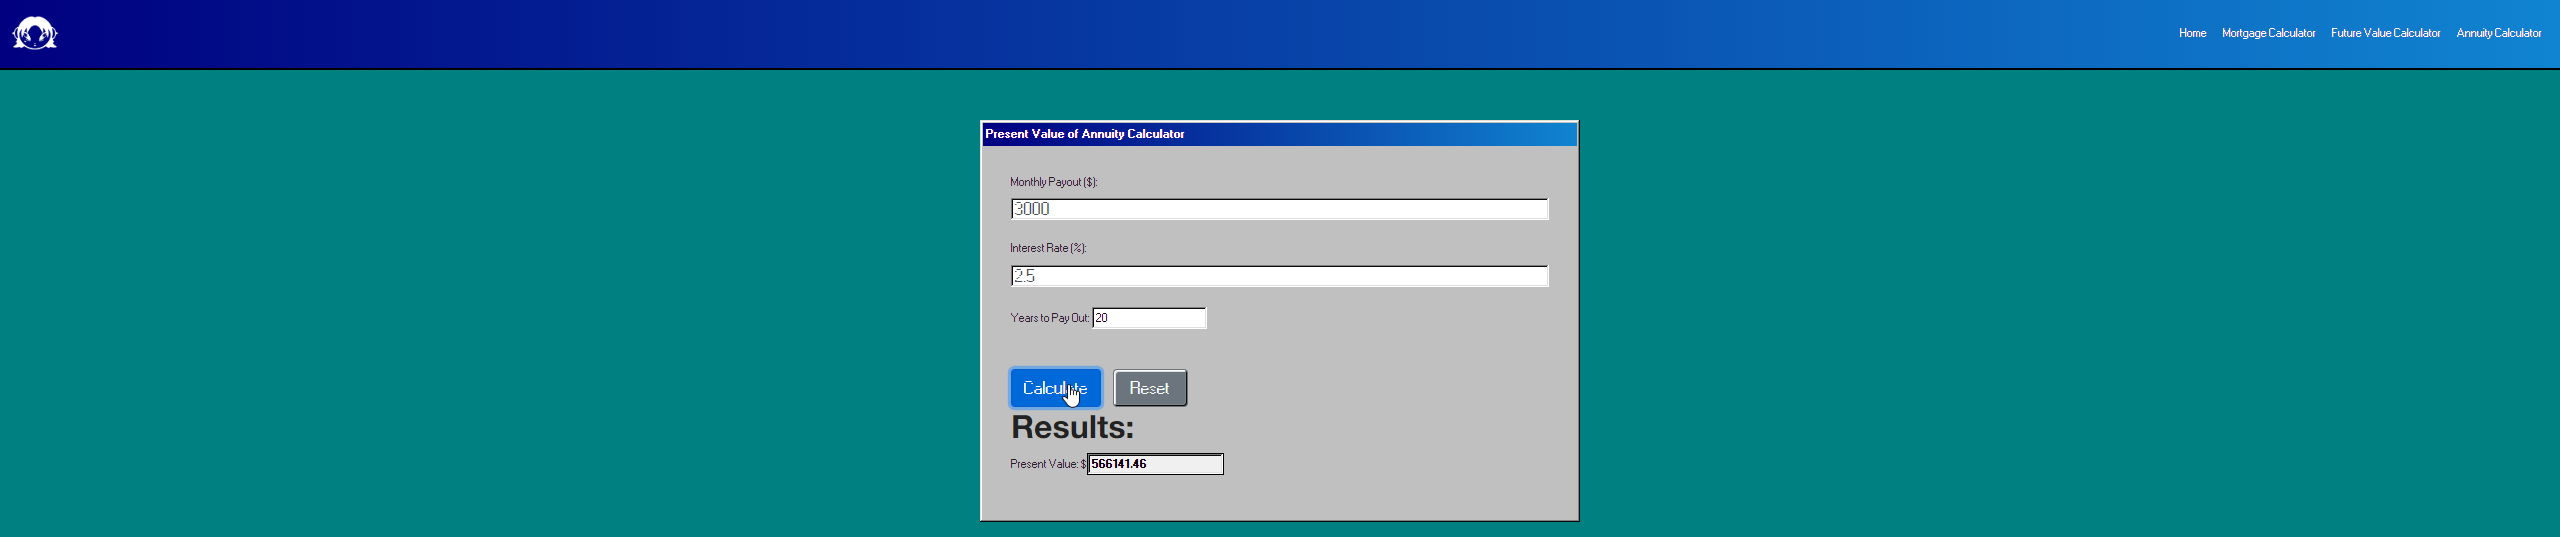 Home Mortgage Calculator Future Value Calculator Annuity Calculator
Present Value of Annuity Calculator
Monthly Payout ($):
3000
Interest Rate (%):
2.5
Years to Pay Out: 20
Calculate Reset
Results:
Present Value: $ 566141.46